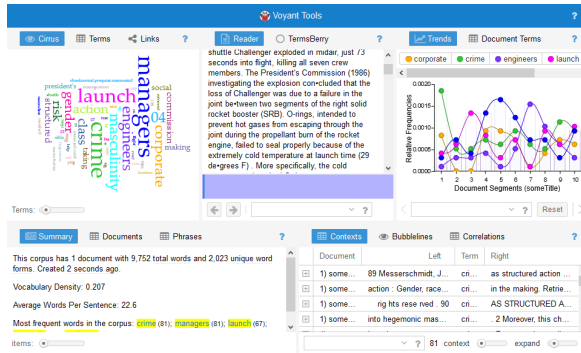 Voyant Tools
Cirrus Terms Links ?
Reader TermsBerry ?
Trends Document Terms ?
managers
launch
crime
masculinity
engineers
corporate
commission
gender
class
action
risk
structured
president's
social
04
making
taking
shuttle Challenger exploded in midair, just 73
seconds into flight, killing all seven crew
members. The President's Commission (1986)
investigating the explosion con•cluded that the
loss of Challenger was due to a failure in the
joint be•tween two segments of the right solid
rocket booster (SRB). O-rings, intended to
prevent hot gases from escaping through the
joint during the propellant burn of the rocket
engine, failed to seal properly because of the
extremely cold temperature at launch time (29
de•grees F) . More specifically, the cold
corporate crime engineers launch
Relative Frequencies
0.0020
0.0015
0.0010
0.0005
0.0000
1 2 3 4 5 6 7 8 9 10
Document Segments (someTitle)
Terms:
?
? Reset
Summary Documents Phrases ?
This corpus has 1 document with 9,752 total words and 2,023 unique word
forms. Created 2 seconds ago.
Vocabulary Density: 0.207
Average Words Per Sentence: 22.6
Most frequent words in the corpus: crime (81); managers (81); launch (67);
items:
Contexts Bubblelines Correlations ?
Document Left Term Right
1) some... 89 Messerschmidt, J... cri... as structured action ...
1) some... action : Gender, race... cri... in the making. Retrie...
1) some... rig hts rese rved . 90 cri... AS STRUCTURED A...
1) some... into hegemonic mas... cri... . 2 Moreover, this ch...
? 81 context expand